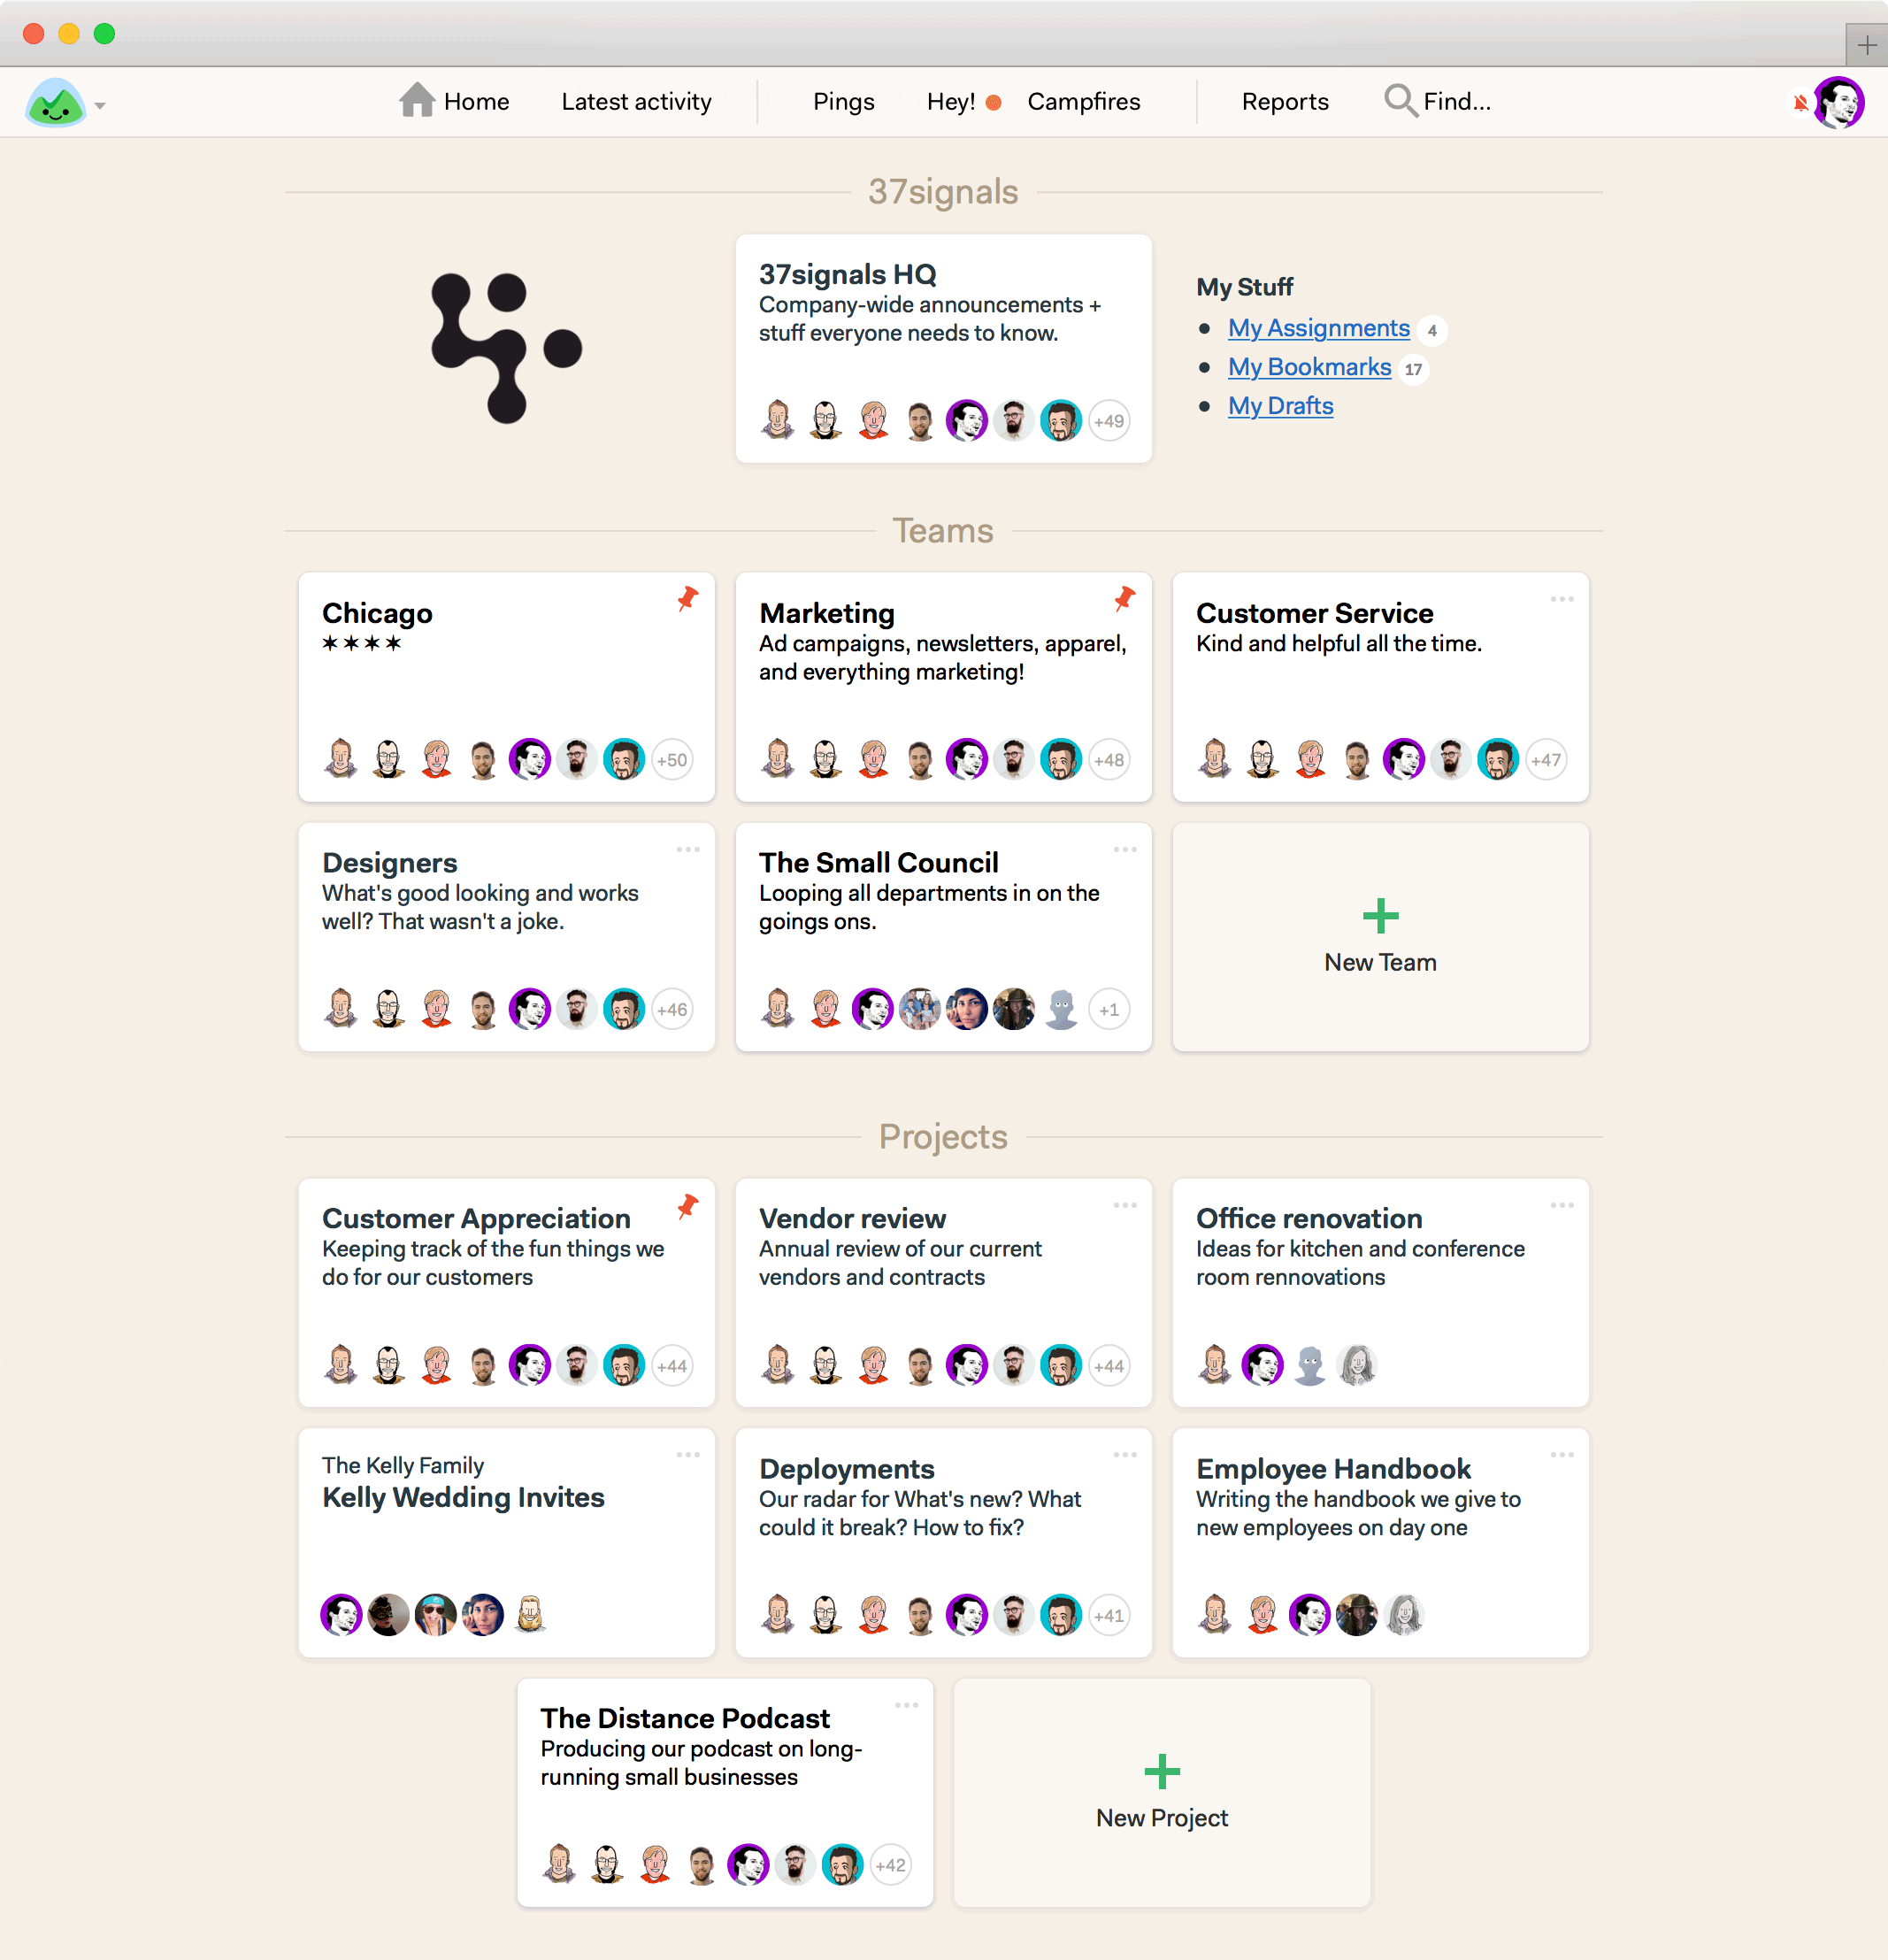 Home
Latest activity
Pings
Hey!
Campfires
Reports
Find...
37signals
37signals HQ
Company-wide announcements +
stuff everyone needs to know.
+49
My Stuff
My Assignments 4
My Bookmarks 17
My Drafts
Teams
Chicago
✶✶✶✶
+50
Marketing
Ad campaigns, newsletters, apparel,
and everything marketing!
+48
Customer Service
Kind and helpful all the time.
+47
Designers
What's good looking and works
well? That wasn't a joke.
+46
The Small Council
Looping all departments in on the
goings ons.
+1
New Team
Projects
Customer Appreciation
Keeping track of the fun things we
do for our customers
+44
Vendor review
Annual review of our current
vendors and contracts
+44
Office renovation
Ideas for kitchen and conference
room rennovations
The Kelly Family
Kelly Wedding Invites
Deployments
Our radar for What's new? What
could it break? How to fix?
+41
Employee Handbook
Writing the handbook we give to
new employees on day one
The Distance Podcast
Producing our podcast on long-
running small businesses
+42
New Project